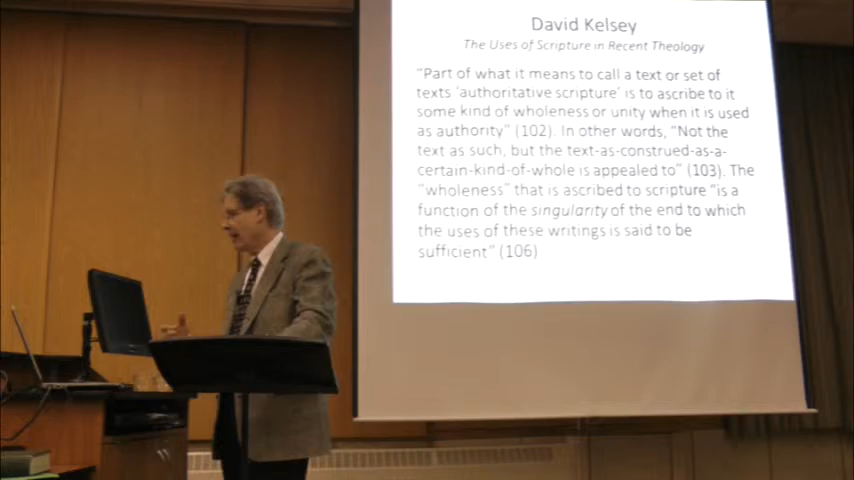 David Kelsey
The Uses of Scripture in Recent Theology
"Part of what it means to call a text or set of
texts 'authoritative scripture' is to ascribe to it
some kind of wholeness or unity when it is used
as authority" (102). In other words, "Not the
text as such, but the text-as-construed-as-a-
certain-kind-of-whole is appealed to" (103). The
"wholeness" that is ascribed to scripture "is a
function of the singularity of the end to which
the uses of these writings is said to be
sufficient" (106)